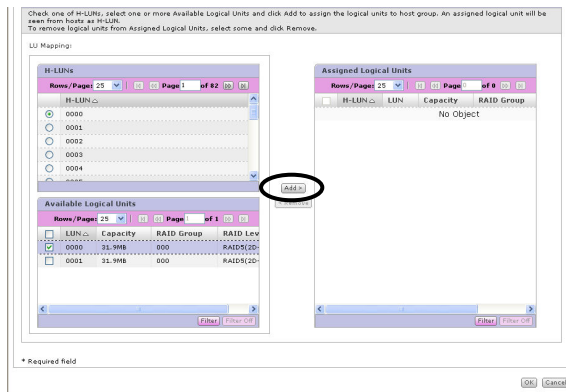 Check one of H-LUNs, select one or more Available Logical Units and click Add to assign the logical units to host group. An assigned logical unit will be
seen from hosts as H-LUN.
To remove logical units from Assigned Logical Units, select some and click Remove.
LU Mapping:
H-LUNs
Rows/Page: 25 Page 1 of 82
H-LUN
0000
0001
0002
0003
0004
Add >
< Remove
Available Logical Units
Rows/Page: 25 Page 1 of 1
LUN Capacity RAID Group RAID Lev
0000 31.9MB 000 RAID5(2D-
0001 31.9MB 000 RAID5(2D-
Filter Filter Off
Assigned Logical Units
Rows/Page: 25 Page 0 of 0
H-LUN LUN Capacity RAID Group
No Object
Filter Filter Off
* Required field
OK Cancel